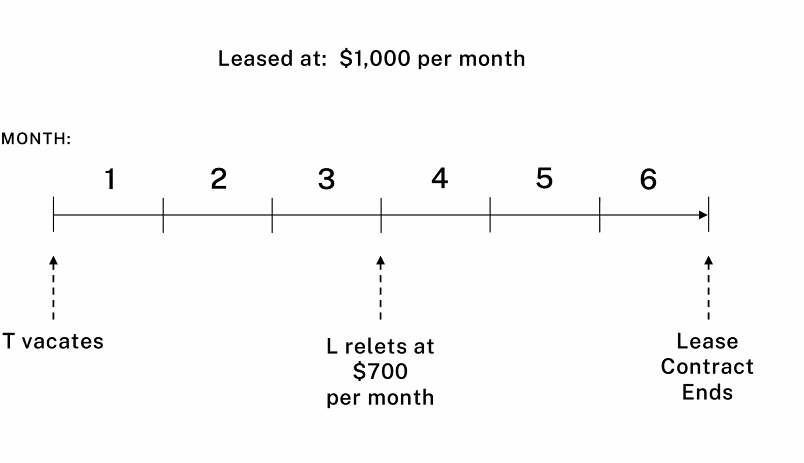 Leased at: $1,000 per month
MONTH:
1 2 3 4 5 6
T vacates
L relets at
$700
per month
Lease
Contract
Ends